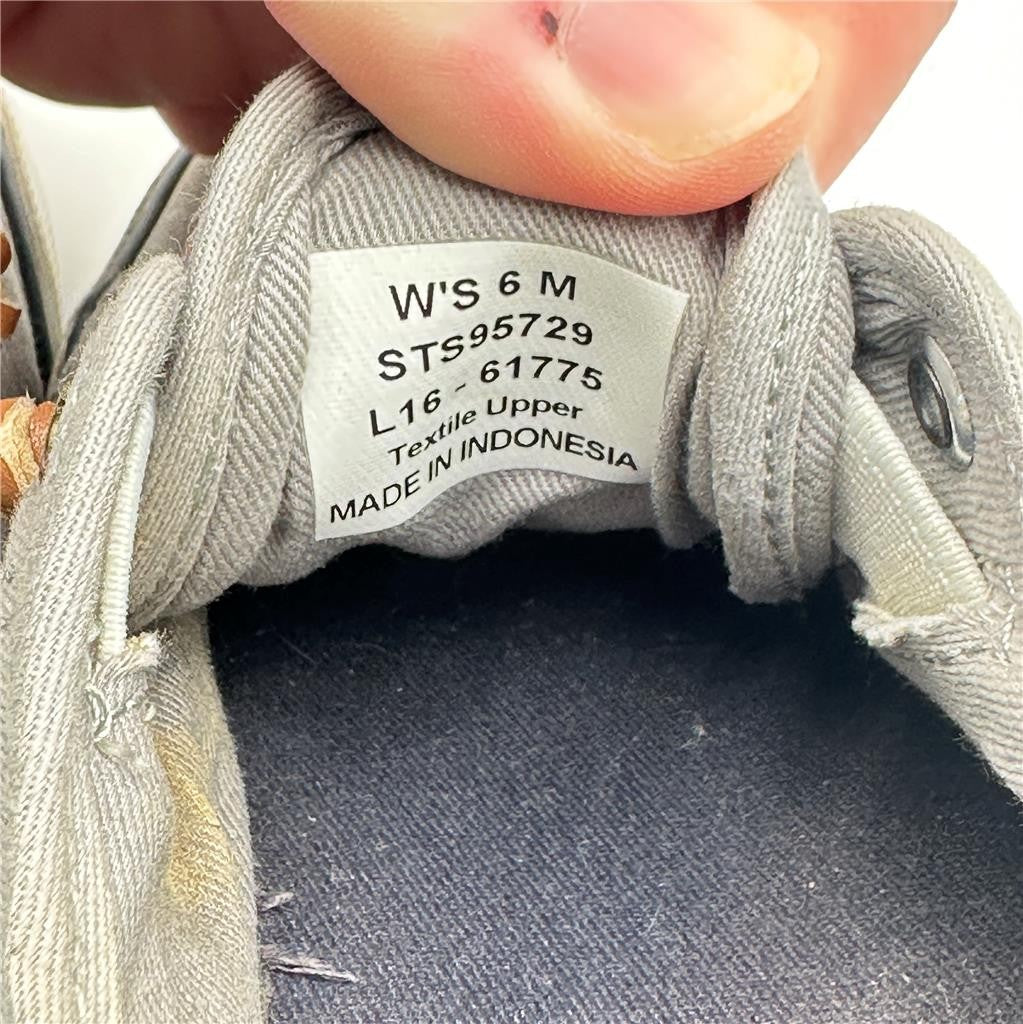 W'S 6 M
STS95729
L16 - 61775
Textile Upper
MADE IN INDONESIA